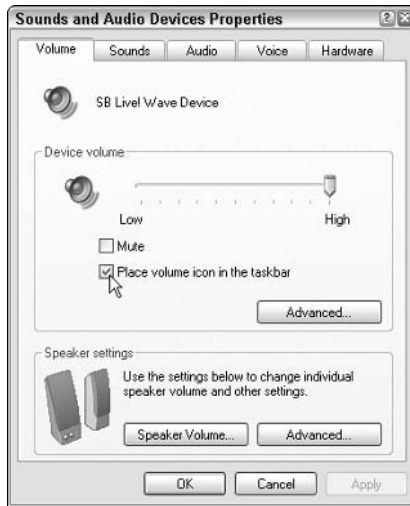 Sounds and Audio Devices Properties
Volume Sounds Audio Voice Hardware
SB Live! Wave Device
Device volume
Low High
Mute
Place volume icon in the taskbar
Advanced...
Speaker settings
Use the settings below to change individual
speaker volume and other settings.
Speaker Volume... Advanced...
OK Cancel Apply